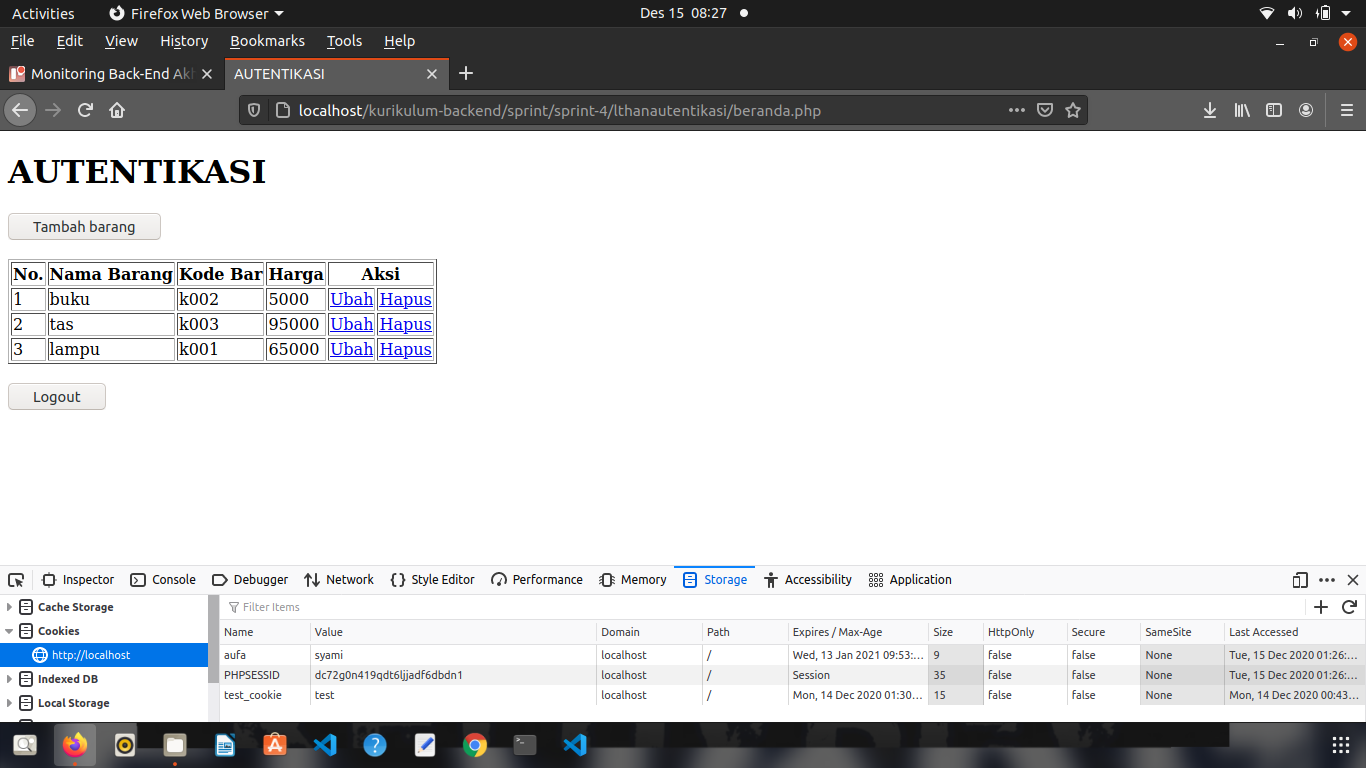 Activities Firefox Web Browser Des 15 08:27
File Edit View History Bookmarks Tools Help
Monitoring Back-End Ak AUTENTIKASI
localhost/kurikulum-backend/sprint/sprint-4/lthanautentikasi/beranda.php
AUTENTIKASI
Tambah barang
No. Nama Barang Kode Bar Harga Aksi
1 buku k002 5000 Ubah Hapus
2 tas k003 95000 Ubah Hapus
3 lampu k001 65000 Ubah Hapus
Logout
Inspector Console Debugger Network Style Editor Performance Memory Storage Accessibility Application
Cache Storage Filter Items
Cookies Name Value Domain Path Expires / Max-Age Size HttpOnly Secure SameSite Last Accessed
http://localhost aufa syami localhost / Wed, 13 Jan 2021 09:53:... 9 false false None Tue, 15 Dec 2020 01:26:...
Indexed DB PHPSESSID dc72g0n419qdt6ljjadf6dbdn1 localhost / Session 35 false false None Tue, 15 Dec 2020 01:26:...
Local Storage test_cookie test localhost / Mon, 14 Dec 2020 01:30... 15 false false None Mon, 14 Dec 2020 00:43...